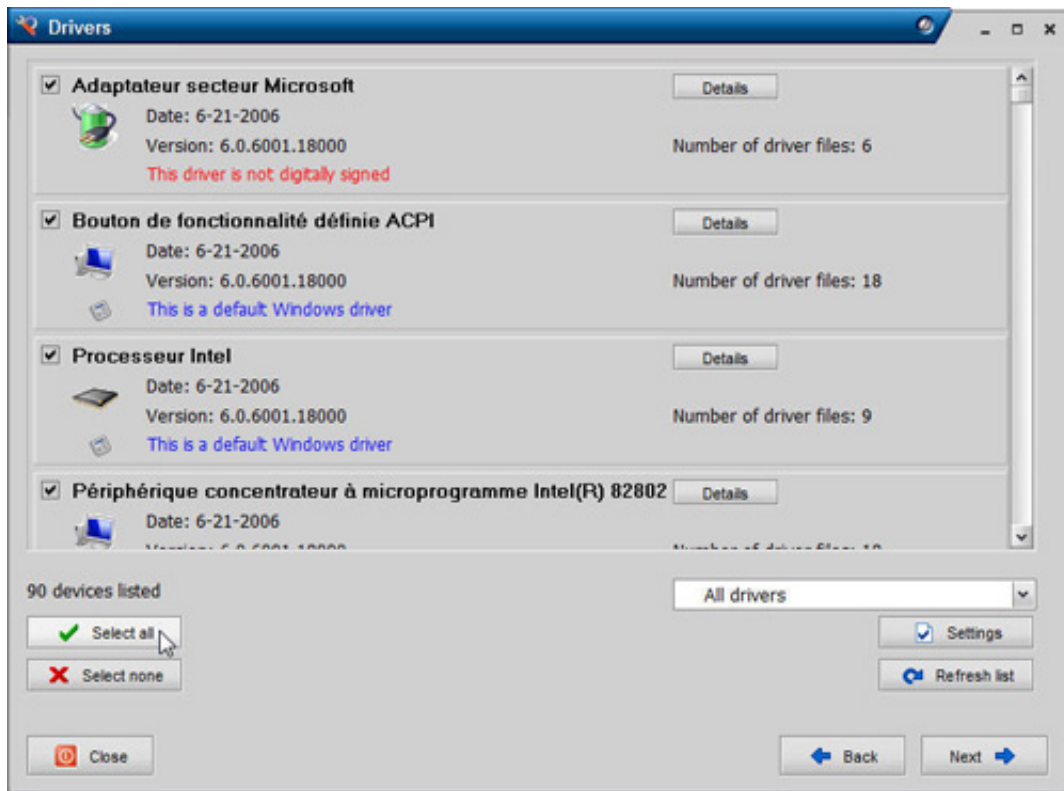 Drivers
Adaptateur secteur Microsoft
Details
Date: 6-21-2006
Version: 6.0.6001.18000
Number of driver files: 6
This driver is not digitally signed
Bouton de fonctionnalité définie ACPI
Details
Date: 6-21-2006
Version: 6.0.6001.18000
Number of driver files: 18
This is a default Windows driver
Processeur Intel
Details
Date: 6-21-2006
Version: 6.0.6001.18000
Number of driver files: 9
This is a default Windows driver
Périphérique concentrateur à microprogramme Intel(R) 82802
Details
Date: 6-21-2006
90 devices listed
All drivers
Select all
Settings
Select none
Refresh list
Close
Back
Next